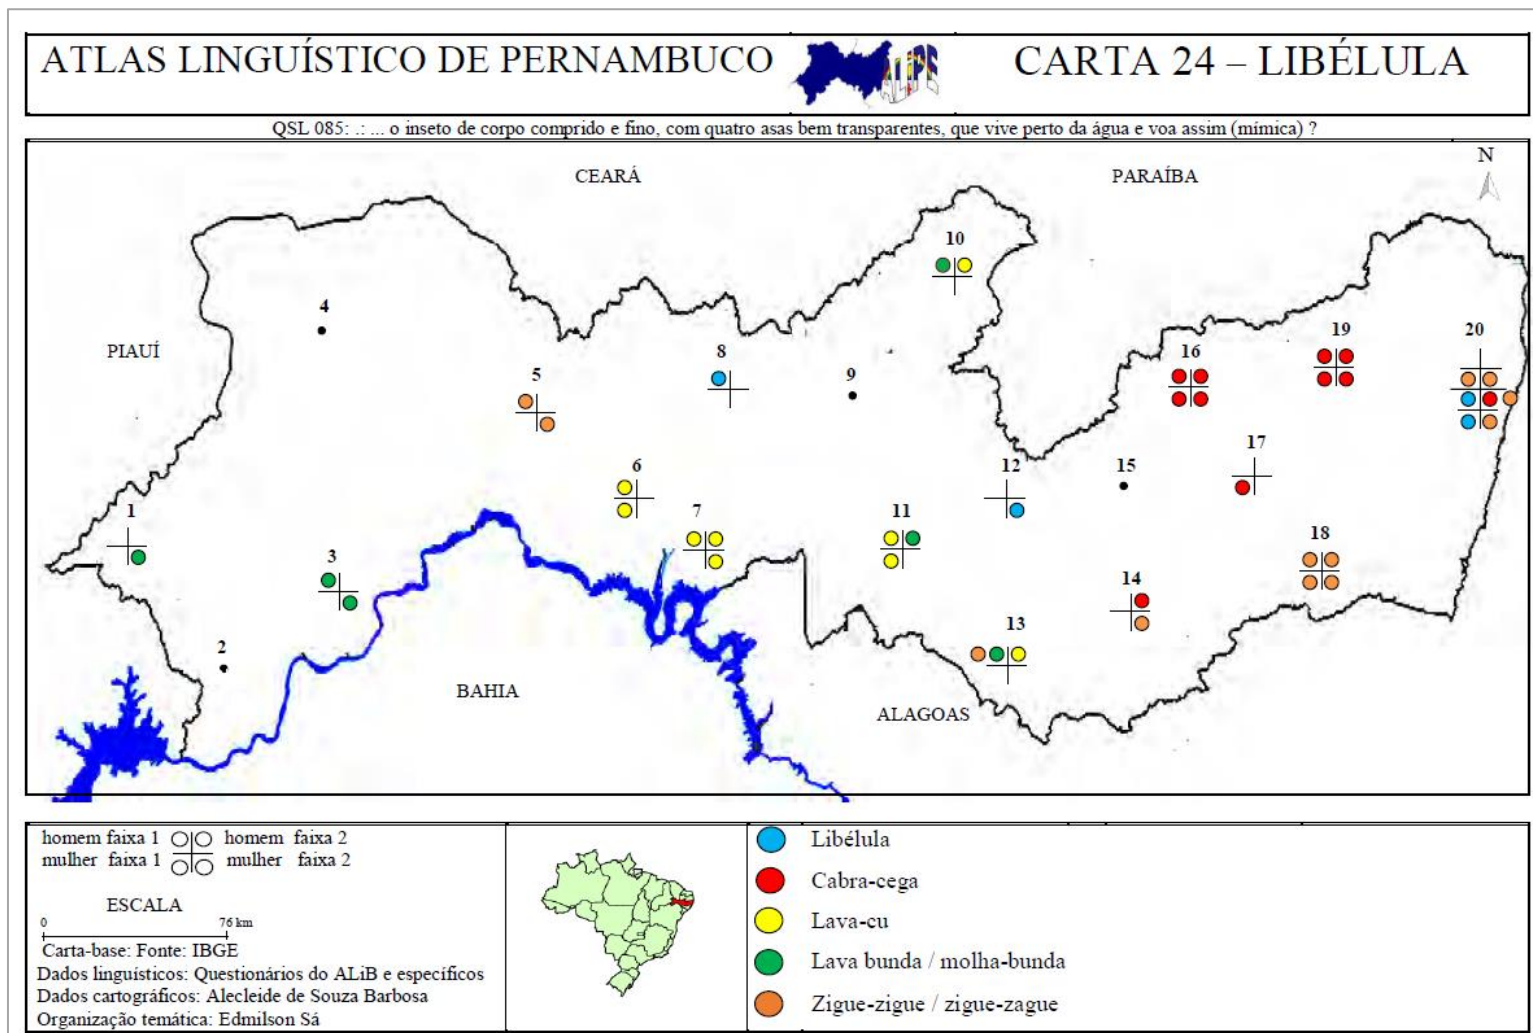 ATLAS LINGUÍSTICO DE PERNAMBUCO
ALiPE
CARTA 24 – LIBÉLULA
QSL 085: .: ... o inseto de corpo comprido e fino, com quatro asas bem transparentes, que vive perto da água e voa assim (mímica) ?
N
CEARÁ
PARAÍBA
10
4
PIAUÍ
8
16
19
20
5
9
6
12
15
17
1
7
11
3
18
14
2
13
BAHIA
ALAGOAS
homem faixa 1 homem faixa 2
mulher faixa 1 mulher faixa 2
ESCALA
0 76 km
Carta-base: Fonte: IBGE
Dados linguísticos: Questionários do ALiB e específicos
Dados cartográficos: Alecleide de Souza Barbosa
Organização temática: Edmilson Sá
Libélula
Cabra-cega
Lava-cu
Lava bunda / molha-bunda
Zigue-zigue / zigue-zague